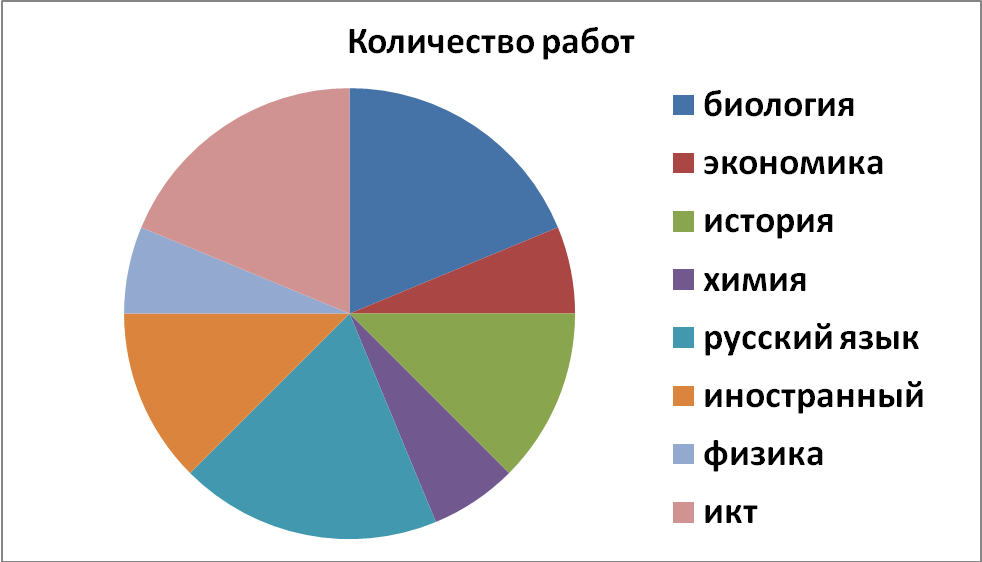 Количество работ
биология
экономика
история
химия
русский язык
иностранный
физика
икт